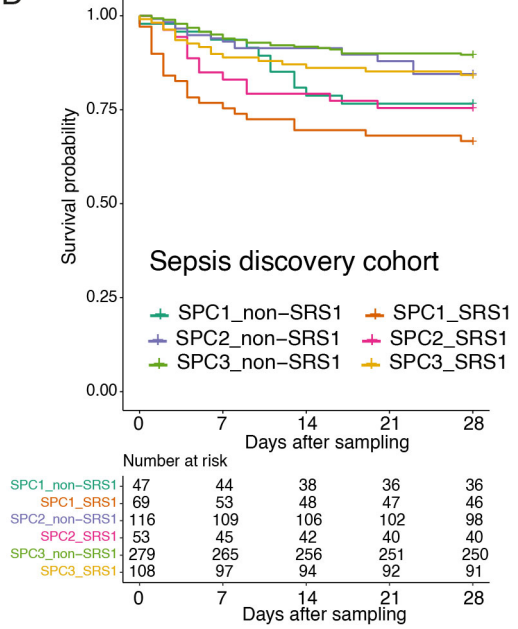 1.00
0.75
0.50
0.25
0.00
Survival probability
Sepsis discovery cohort
SPC1_non−SRS1 SPC1_SRS1
SPC2_non−SRS1 SPC2_SRS1
SPC3_non−SRS1 SPC3_SRS1
0 7 14 21 28
Days after sampling
Number at risk
SPC1_non−SRS1 47 44 38 36 36
SPC1_SRS1 69 53 48 47 46
SPC2_non−SRS1 116 109 106 102 98
SPC2_SRS1 53 45 42 40 40
SPC3_non−SRS1 279 265 256 251 250
SPC3_SRS1 108 97 94 92 91
0 7 14 21 28
Days after sampling